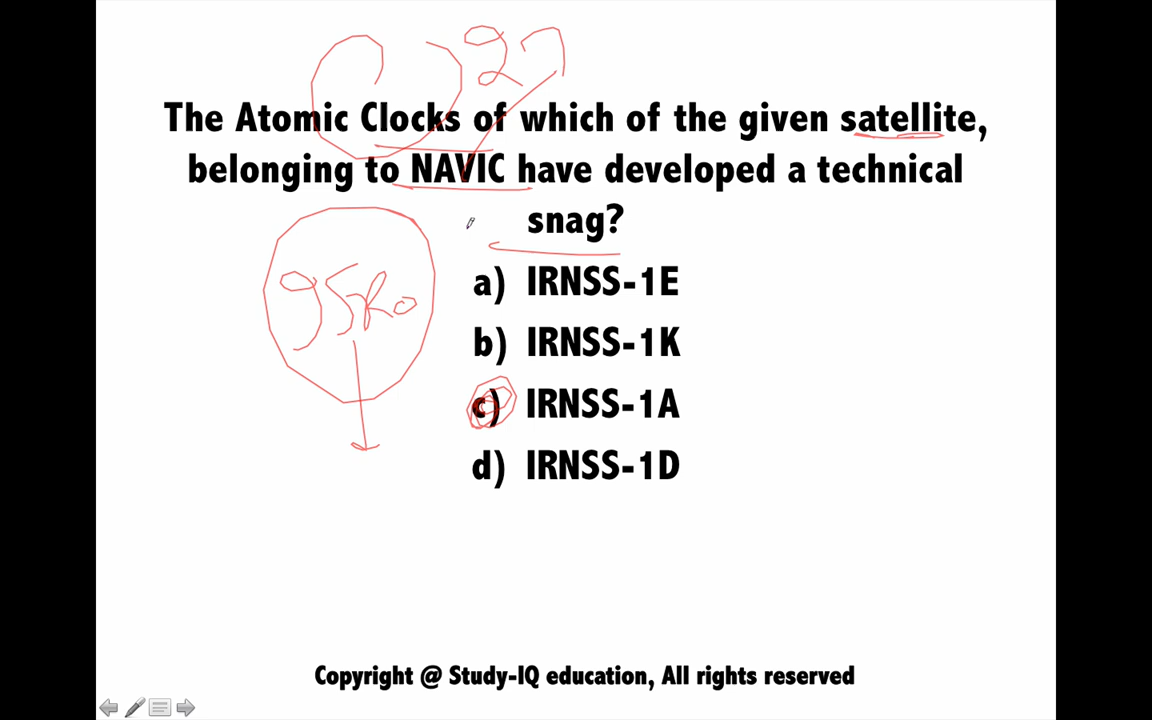 27
The Atomic Clocks of which of the given satellite,
belonging to NAVIC have developed a technical
snag?
a) IRNSS-1E
b) IRNSS-1K
c) IRNSS-1A
d) IRNSS-1D
Copyright @ Study-IQ education, All rights reserved